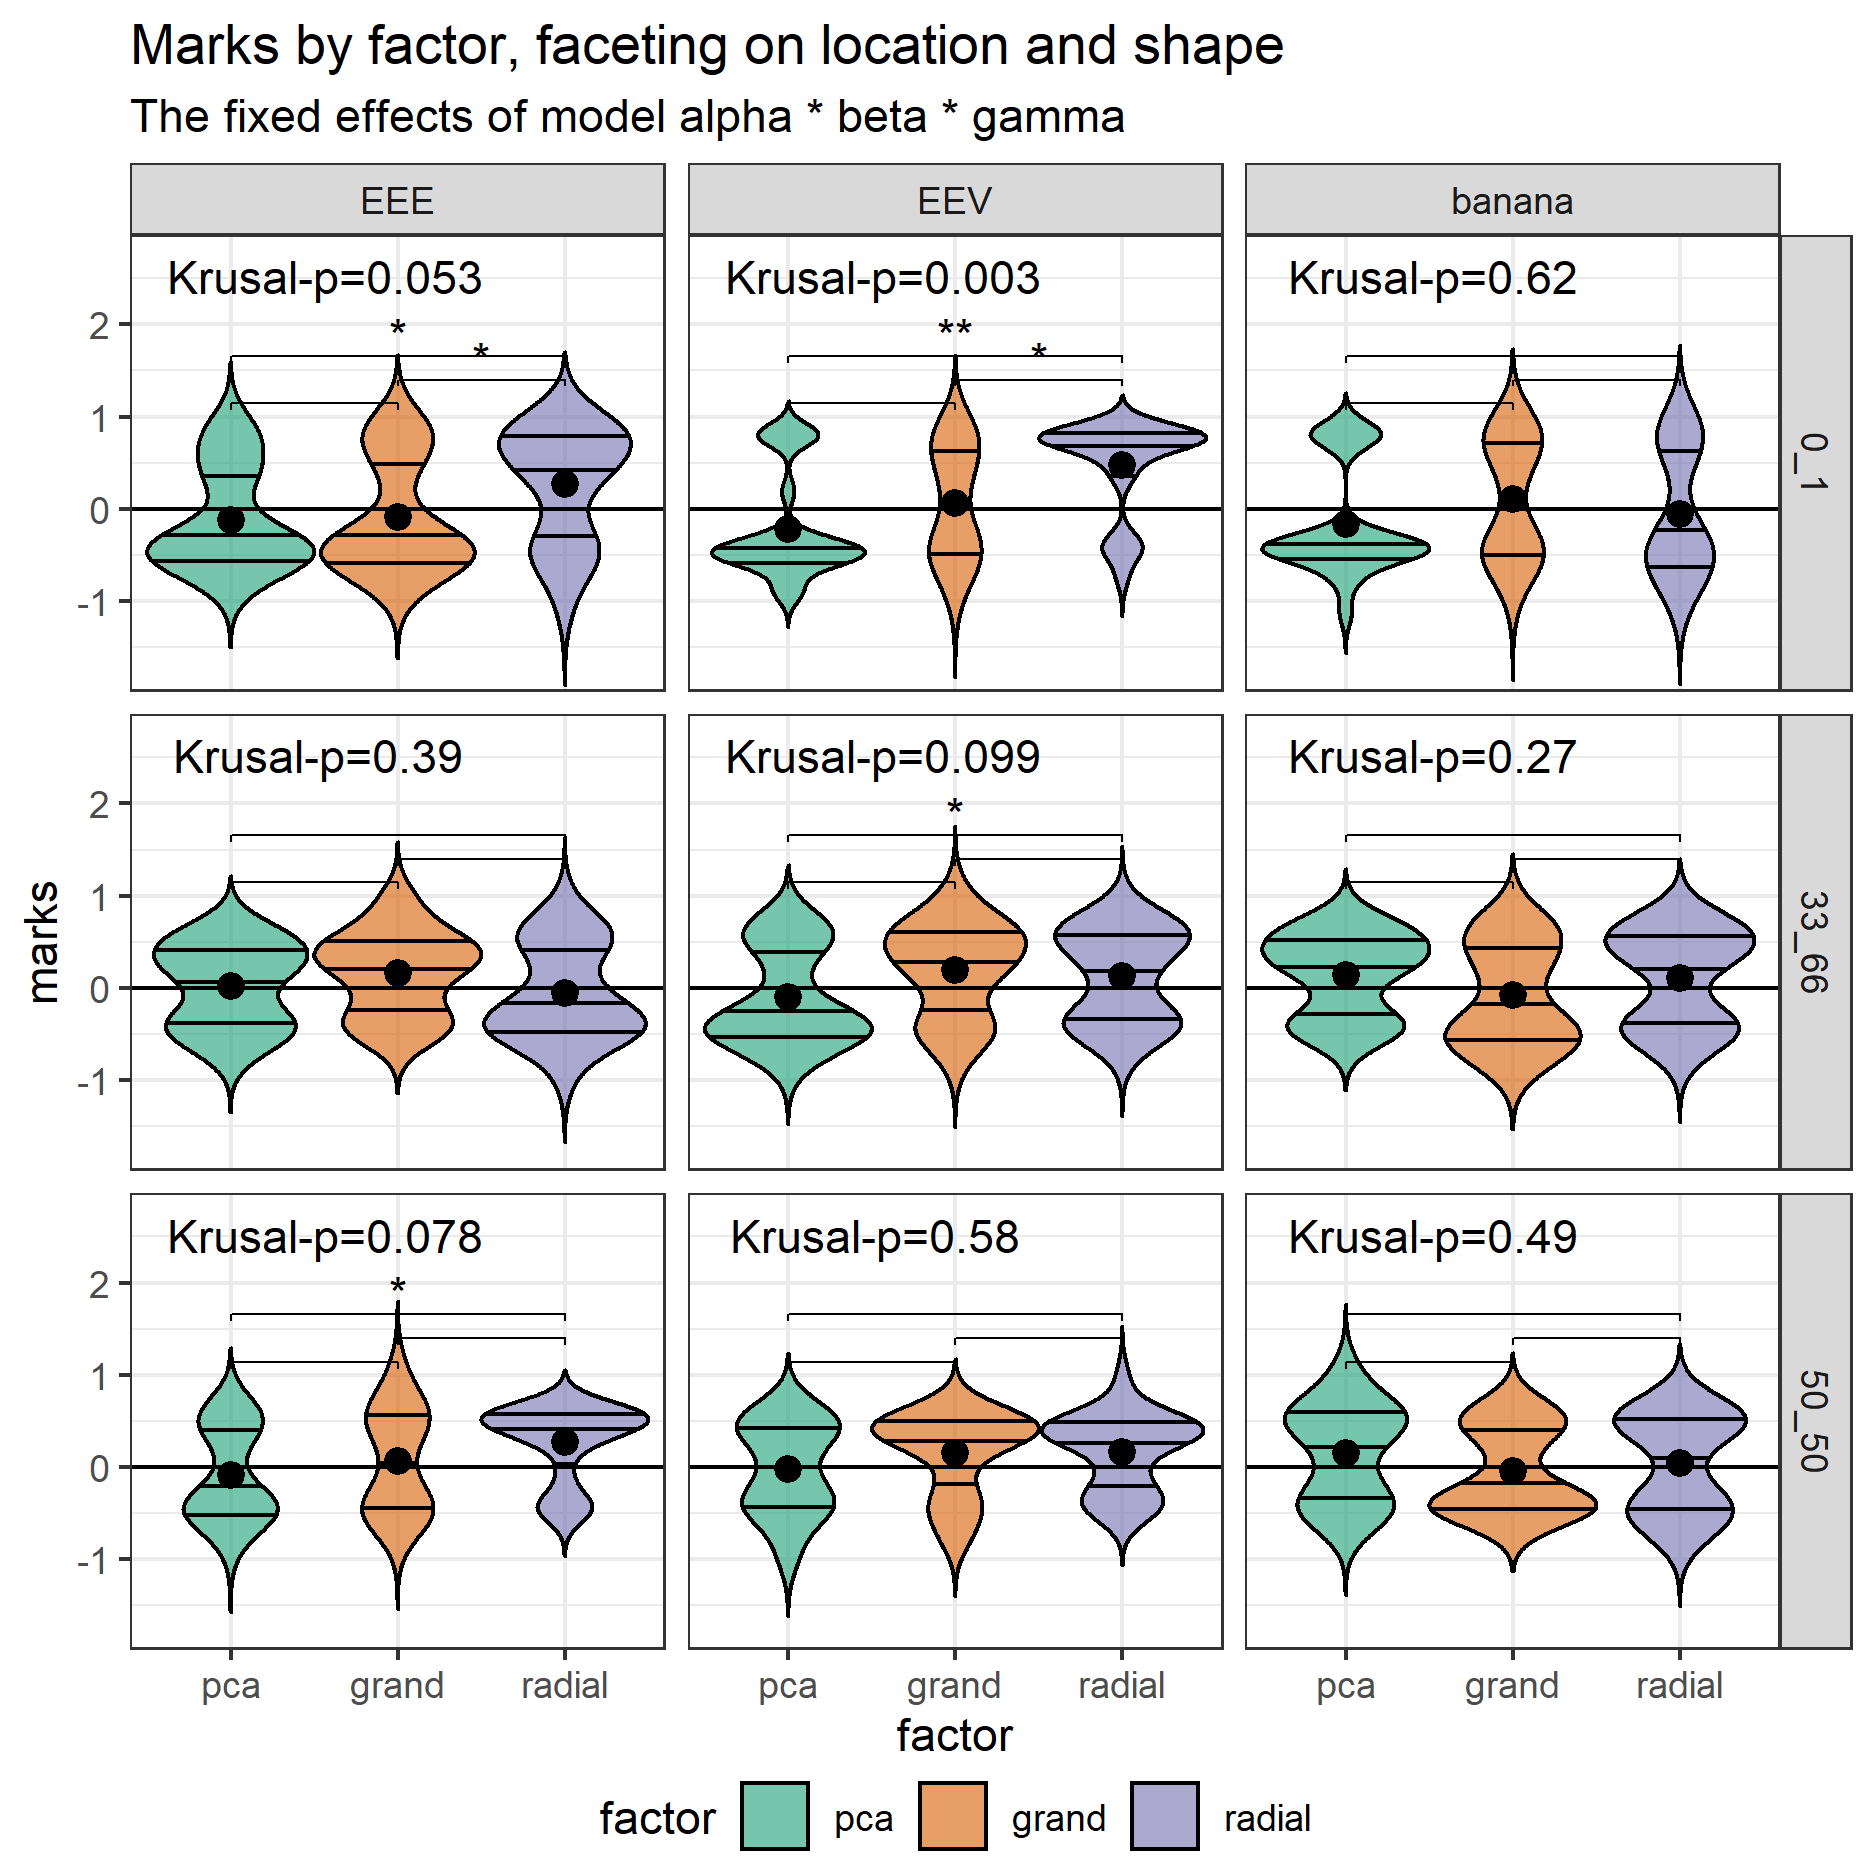 Marks by factor, faceting on location and shape
The fixed effects of model alpha * beta * gamma
EEE
EEV
banana
Krusal-p=0.053
Krusal-p=0.003
Krusal-p=0.62
*
*
**
*
2
1
0
-1
0_1
Krusal-p=0.39
Krusal-p=0.099
Krusal-p=0.27
*
2
1
0
-1
33_66
marks
Krusal-p=0.078
Krusal-p=0.58
Krusal-p=0.49
*
2
1
0
-1
50_50
pca grand radial
pca grand radial
pca grand radial
factor
factor pca grand radial